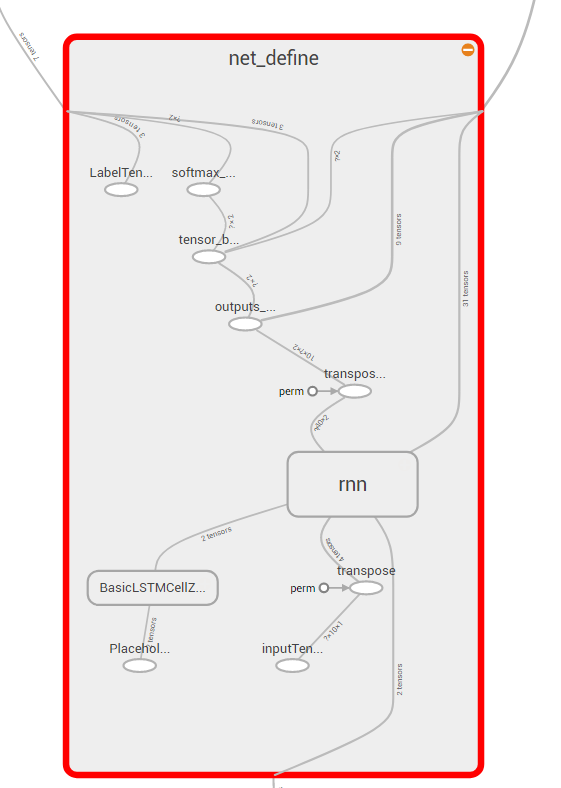 7 tensors
net_define
3 tensors
?×2
3 tensors
?×2
LabelTen...
softmax_...
?×2
9 tensors
tensor_b...
?×2
31 tensors
outputs_...
10×?×2
transpos...
perm
?×10×2
rnn
2 tensors
4 tensors
transpose
BasicLSTMCellZ...
perm
tensors
?×10×1
Placehol...
inputTen...
2 tensors